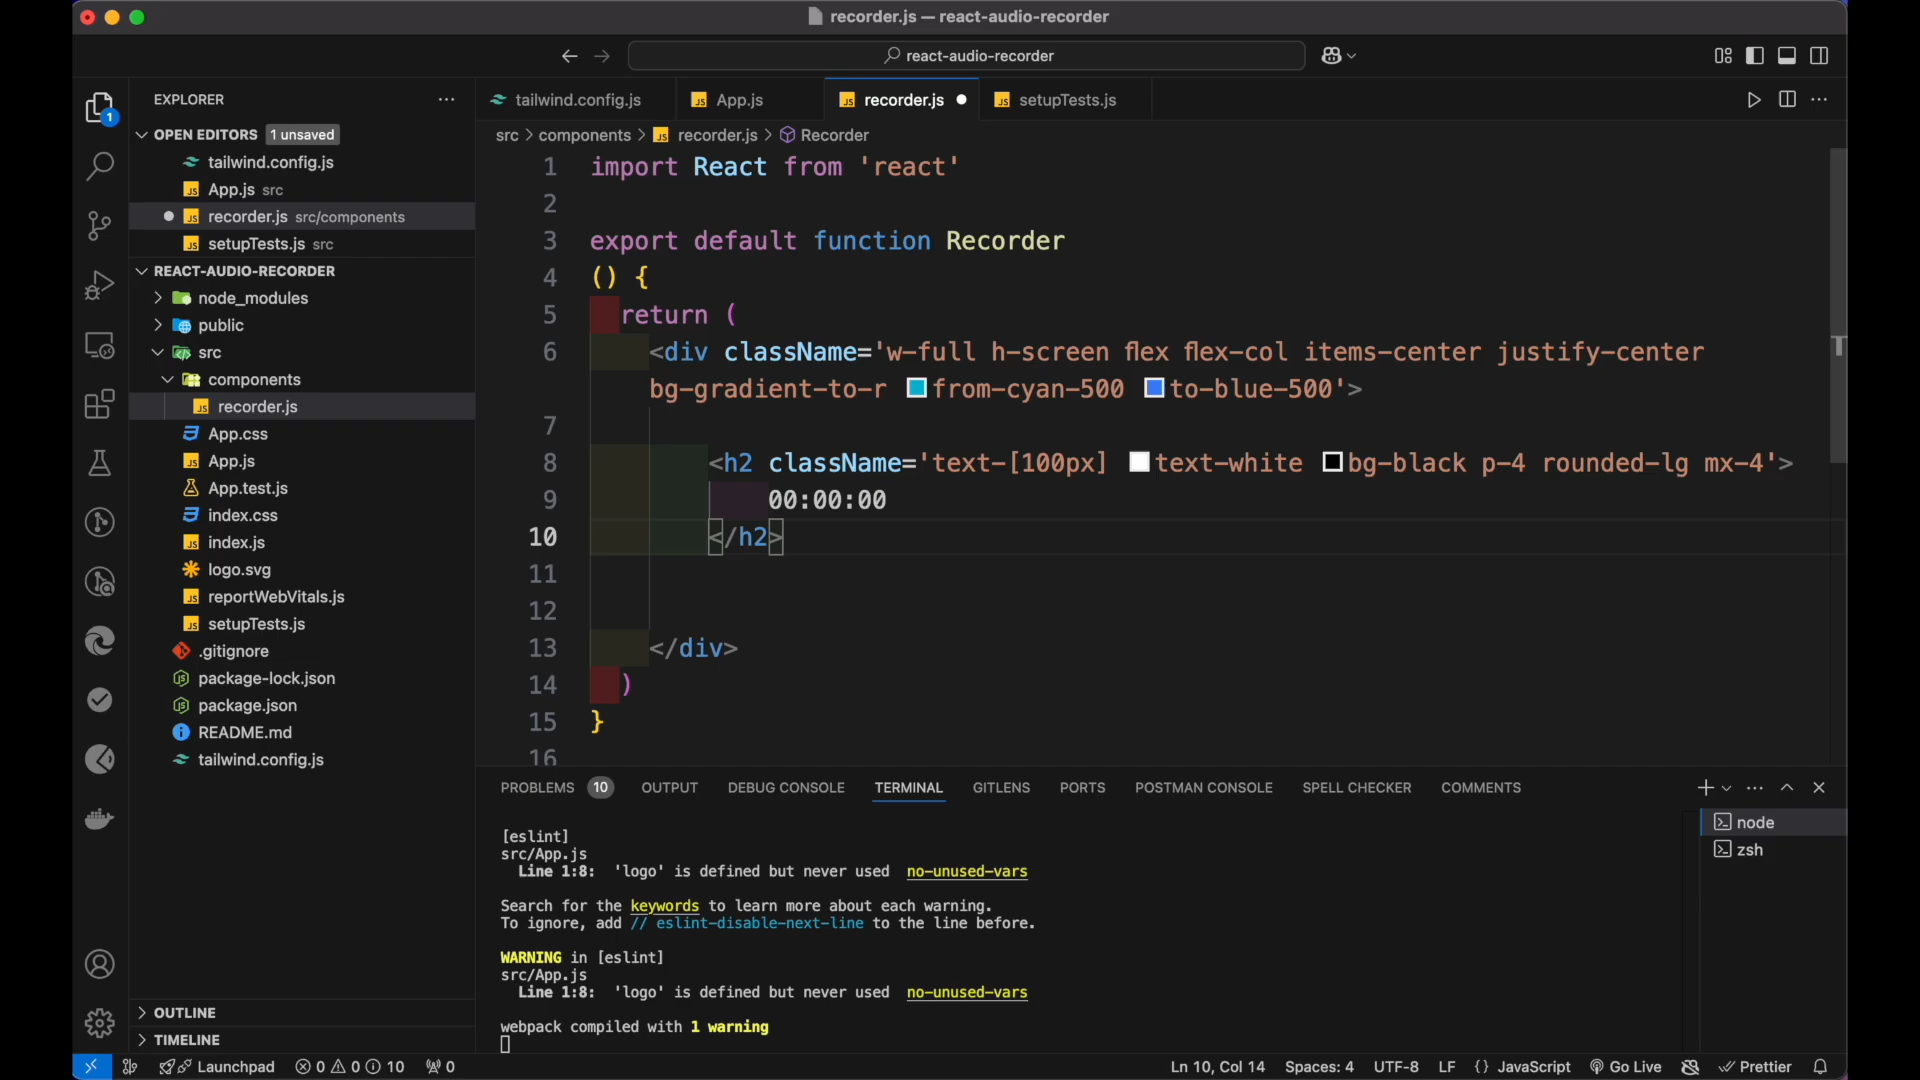 recorder.js — react-audio-recorder
react-audio-recorder
EXPLORER
OPEN EDITORS 1 unsaved
tailwind.config.js
App.js src
recorder.js src/components
setupTests.js src
REACT-AUDIO-RECORDER
node_modules
public
src
components
recorder.js
App.css
App.js
App.test.js
index.css
index.js
logo.svg
reportWebVitals.js
setupTests.js
.gitignore
package-lock.json
package.json
README.md
tailwind.config.js
OUTLINE
TIMELINE
1
tailwind.config.js App.js recorder.js setupTests.js
src > components > recorder.js > Recorder
1 import React from 'react'
2
3 export default function Recorder
4 () {
5 return (
6 <div className='w-full h-screen flex flex-col items-center justify-center
bg-gradient-to-r from-cyan-500 to-blue-500'>
7
8 <h2 className='text-[100px] text-white bg-black p-4 rounded-lg mx-4'>
9 00:00:00
10 </h2>
11
12
13 </div>
14 )
15 }
16
PROBLEMS 10 OUTPUT DEBUG CONSOLE TERMINAL GITLENS PORTS POSTMAN CONSOLE SPELL CHECKER COMMENTS
[eslint]
src/App.js
Line 1:8: 'logo' is defined but never used no-unused-vars
Search for the keywords to learn more about each warning.
To ignore, add // eslint-disable-next-line to the line before.
WARNING in [eslint]
src/App.js
Line 1:8: 'logo' is defined but never used no-unused-vars
webpack compiled with 1 warning
node
zsh
Launchpad 0 0 10 0 Ln 10, Col 14 Spaces: 4 UTF-8 LF {} JavaScript Go Live Prettier